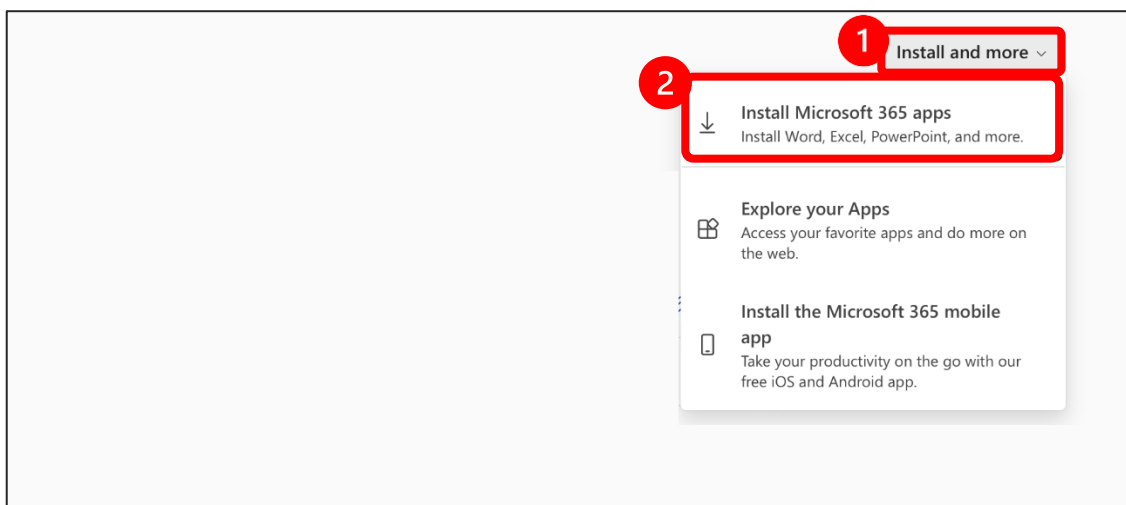 1
Install and more
2
Install Microsoft 365 apps
Install Word, Excel, PowerPoint, and more.
Explore your Apps
Access your favorite apps and do more on
the web.
Install the Microsoft 365 mobile
app
Take your productivity on the go with our
free iOS and Android app.